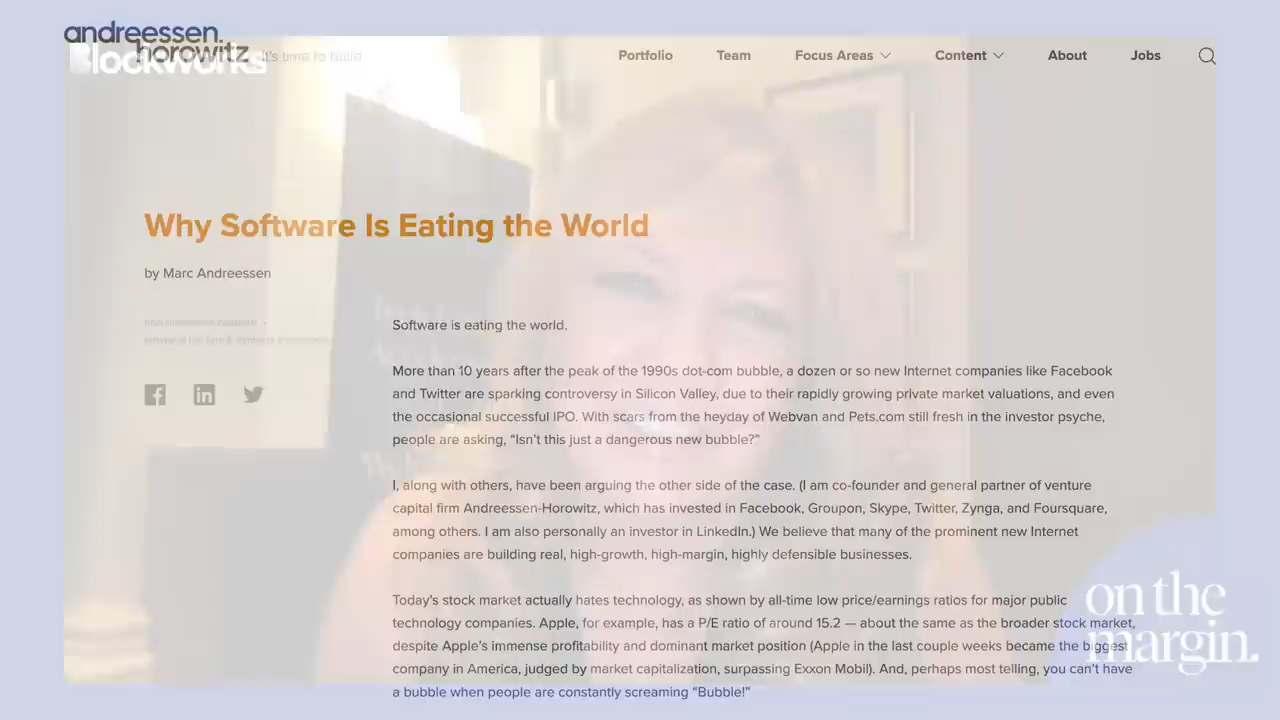 andreessen.
horowitz
Blockworks
It's time to build
Portfolio Team Focus Areas Content About Jobs
Why Software Is Eating the World
by Marc Andreessen
Software is eating the world.
More than 10 years after the peak of the 1990s dot-com bubble, a dozen or so new Internet companies like Facebook
and Twitter are sparking controversy in Silicon Valley, due to their rapidly growing private market valuations, and even
the occasional successful IPO. With scars from the heyday of Webvan and Pets.com still fresh in the investor psyche,
people are asking, “Isn’t this just a dangerous new bubble?”
I, along with others, have been arguing the other side of the case. (I am co-founder and general partner of venture
capital firm Andreessen-Horowitz, which has invested in Facebook, Groupon, Skype, Twitter, Zynga, and Foursquare,
among others. I am also personally an investor in LinkedIn.) We believe that many of the prominent new Internet
companies are building real, high-growth, high-margin, highly defensible businesses.
Today’s stock market actually hates technology, as shown by all-time low price/earnings ratios for major public
technology companies. Apple, for example, has a P/E ratio of around 15.2 — about the same as the broader stock market,
despite Apple’s immense profitability and dominant market position (Apple in the last couple weeks became the biggest
company in America, judged by market capitalization, surpassing Exxon Mobil). And, perhaps most telling, you can’t have
a bubble when people are constantly screaming “Bubble!”
on the
margin.